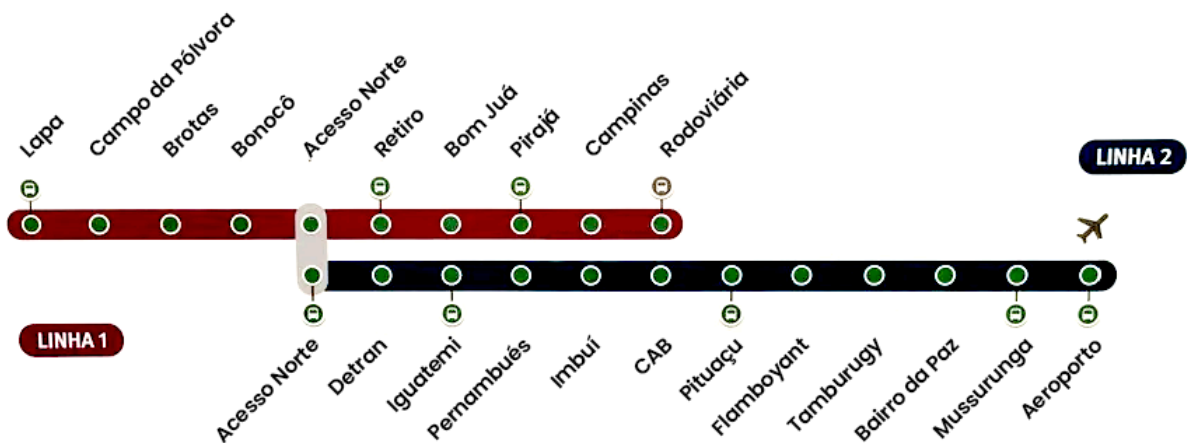 Lapa
Campo da Pólvora
Brotas
Bonocô
Acesso Norte
Retiro
Bom Juá
Pirajá
Campinas
Rodoviária
LINHA 2
LINHA 1
Acesso Norte
Detran
Iguatemi
Pernambués
Imbuí
CAB
Pituaçu
Flamboyant
Tamburugy
Bairro da Paz
Mussurunga
Aeroporto